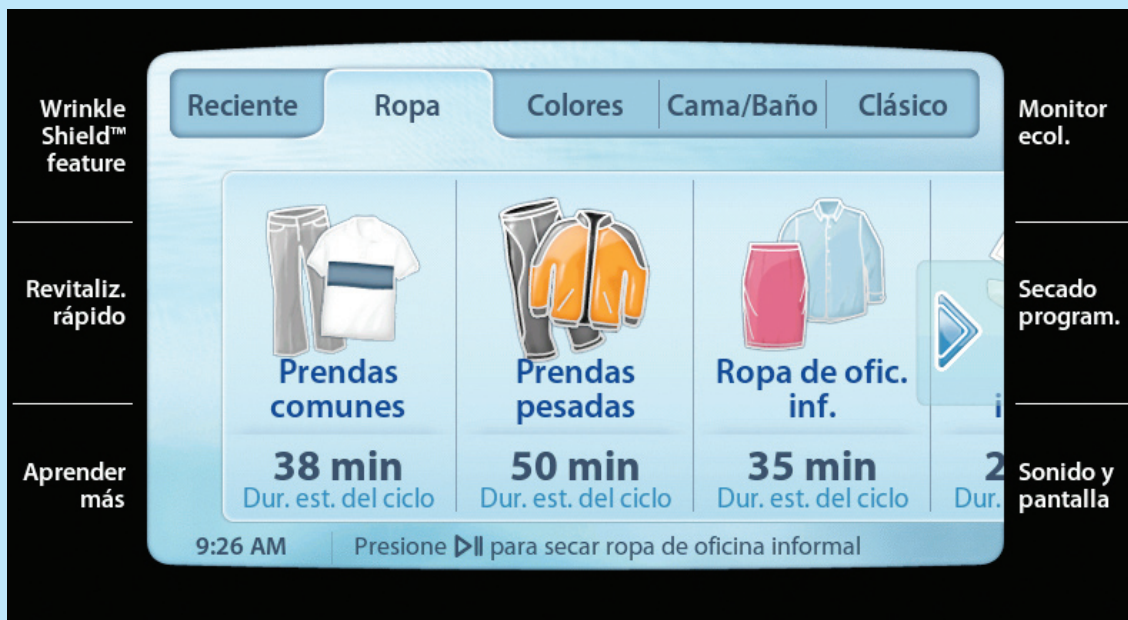 Wrinkle
Shield™
feature
Revitaliz.
rápido
Aprender
más
Reciente
Ropa
Colores
Cama/Baño
Clásico
Prendas
comunes
38 min
Dur. est. del ciclo
Prendas
pesadas
50 min
Dur. est. del ciclo
Ropa de ofic.
inf.
35 min
Dur. est. del ciclo
i
2
Dur.
9:26 AM
Presione ▷|| para secar ropa de oficina informal
Monitor
ecol.
Secado
program.
Sonido y
pantalla